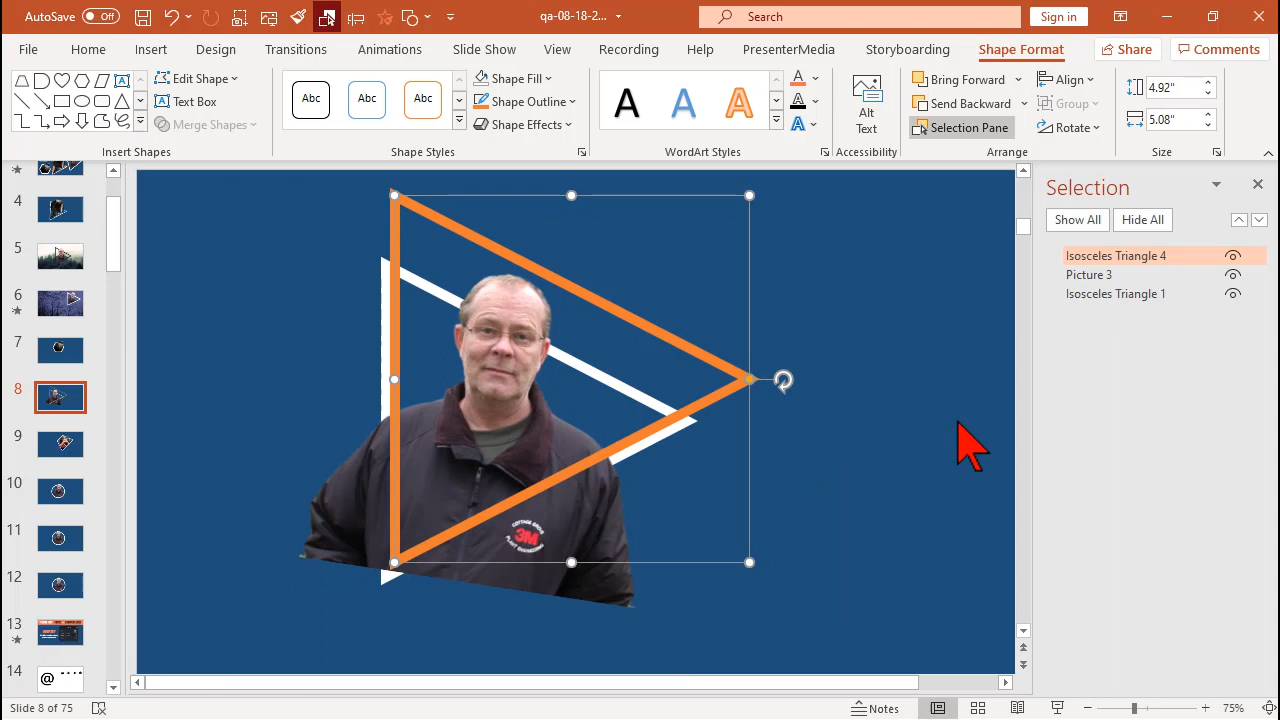 AutoSave Off qa-08-18-2... Search Sign in
File Home Insert Design Transitions Animations Slide Show View Recording Help PresenterMedia Storyboarding Shape Format Share Comments
Edit Shape
Text Box
Merge Shapes
Insert Shapes
Abc Abc Abc
Shape Fill
Shape Outline
Shape Effects
Shape Styles
A A A
A
A
A
WordArt Styles
Alt
Text
Accessibility
Bring Forward
Send Backward
Selection Pane
Align
Group
Rotate
Arrange
4.92"
5.08"
Size
4
5
6
7
8
9
10
11
12
13
14
@
COTTAGE GROVE
3M
PLANT ENGINEERING
Selection
Show All Hide All
Isosceles Triangle 4
Picture 3
Isosceles Triangle 1
Slide 8 of 75 Notes 75%